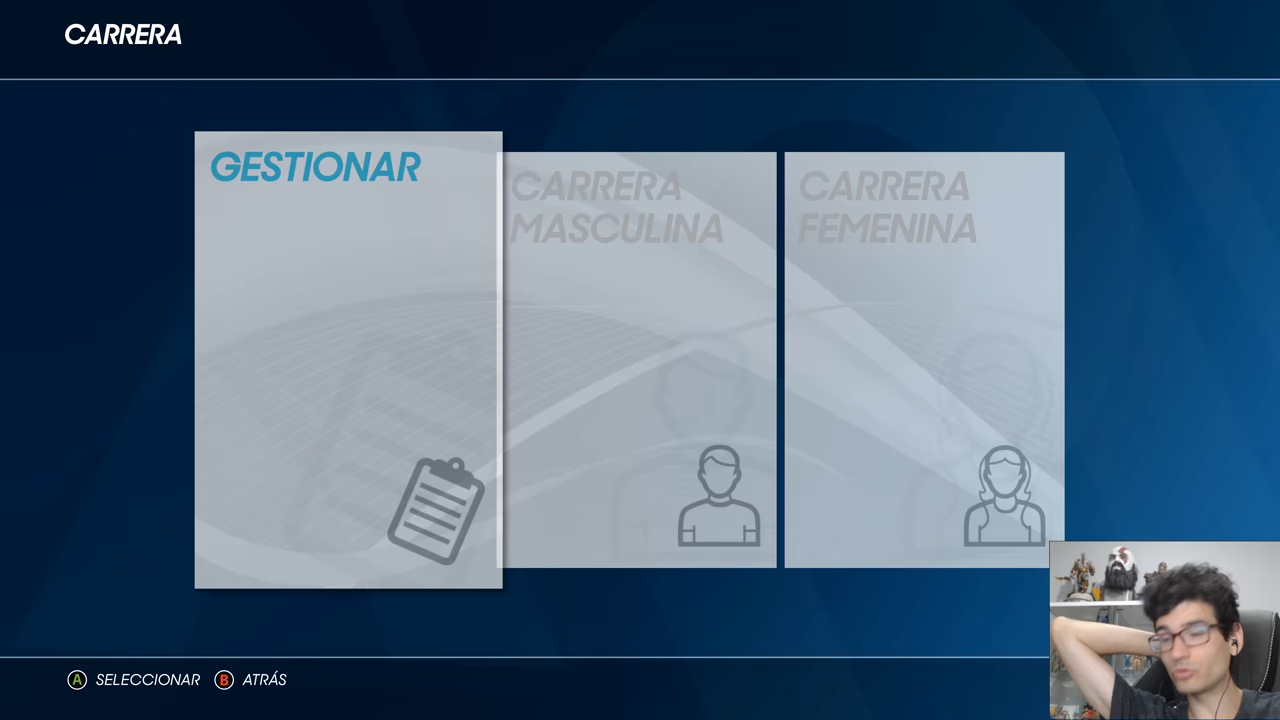 CARRERA
GESTIONAR
CARRERA
MASCULINA
CARRERA
FEMENINA
A SELECCIONAR B ATRÁS